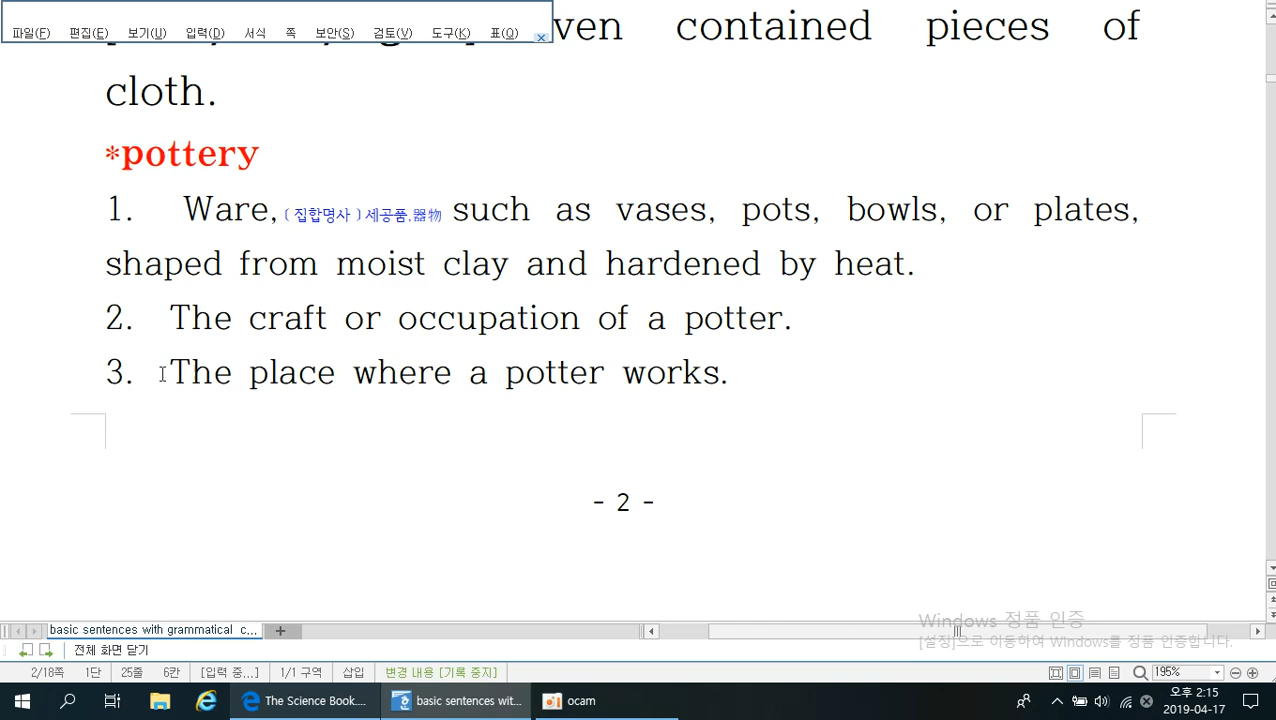 파일(F) 편집(E) 보기(U) 입력(D) 서식 쪽 보안(S) 검토(V) 도구(K) 표(Q)
ven contained pieces of
cloth.
*pottery
1. Ware,〔집합명사〕세공품,器物 such as vases, pots, bowls, or plates,
shaped from moist clay and hardened by heat.
2. The craft or occupation of a potter.
3. The place where a potter works.
- 2 -
Windows 정품 인증
[설정]으로 이동하여 Windows를 정품 인증합니다.
basic sentences with grammatical c...
전체 화면 닫기
2/18쪽 1단 25줄 6칸 [입력 중...] 1/1 구역 삽입 변경 내용 [기록 중지] 195%
The Science Book.... basic sentences wit... ocam
오후 2:15
2019-04-17